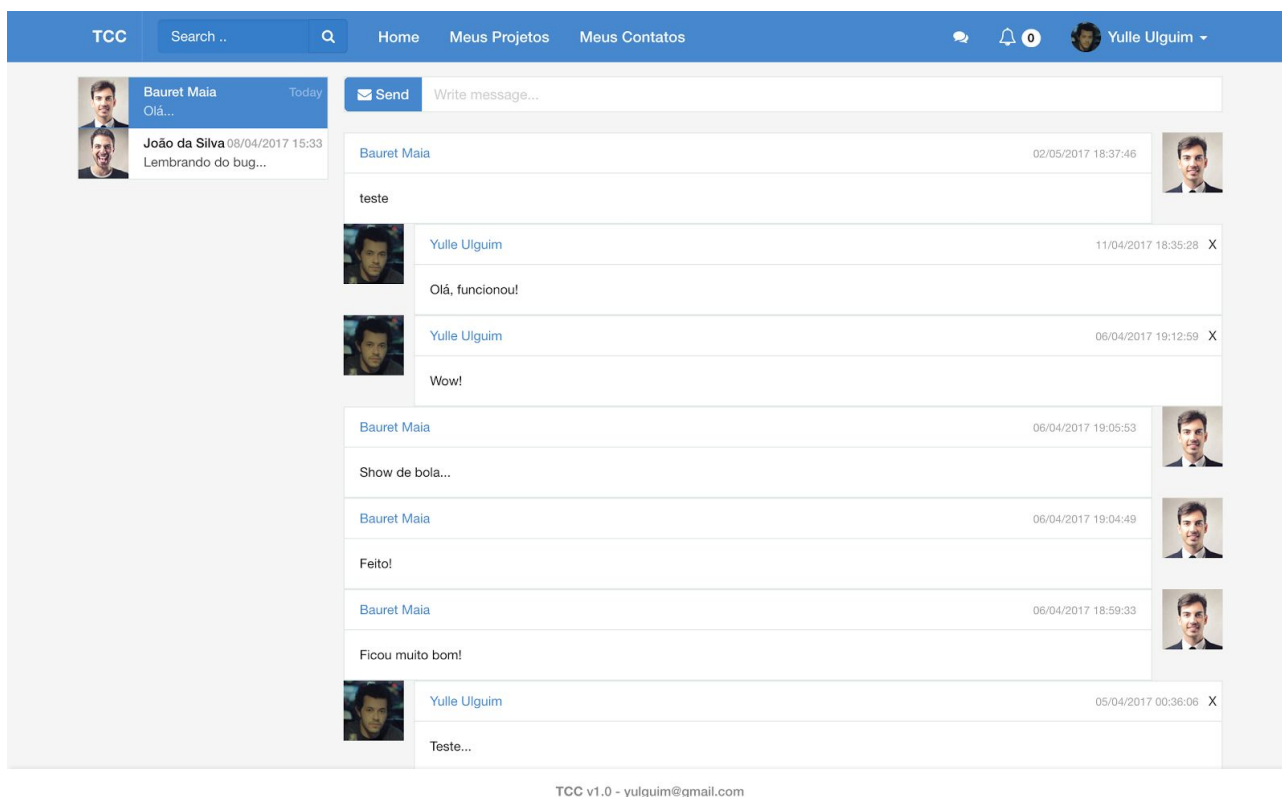 TCC Search .. Home Meus Projetos Meus Contatos 0 Yulle Ulguim
Bauret Maia Today
Olá...
João da Silva 08/04/2017 15:33
Lembrando do bug...
Send Write message...
Bauret Maia 02/05/2017 18:37:46
teste
Yulle Ulguim 11/04/2017 18:35:28 X
Olá, funcionou!
Yulle Ulguim 06/04/2017 19:12:59 X
Wow!
Bauret Maia 06/04/2017 19:05:53
Show de bola...
Bauret Maia 06/04/2017 19:04:49
Feito!
Bauret Maia 06/04/2017 18:59:33
Ficou muito bom!
Yulle Ulguim 05/04/2017 00:36:06 X
Teste...
TCC v1.0 - yulguim@gmail.com